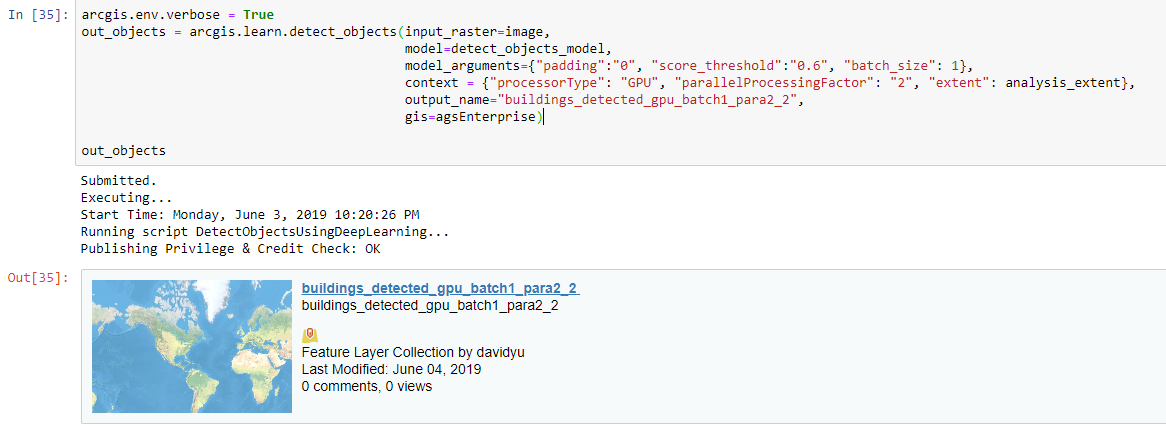 In [35]: arcgis.env.verbose = True
out_objects = arcgis.learn.detect_objects(input_raster=image,
model=detect_objects_model,
model_arguments={"padding":"0", "score_threshold":"0.6", "batch_size": 1},
context = {"processorType": "GPU", "parallelProcessingFactor": "2", "extent": analysis_extent},
output_name="buildings_detected_gpu_batch1_para2_2",
gis=agsEnterprise)
out_objects
Submitted.
Executing...
Start Time: Monday, June 3, 2019 10:20:26 PM
Running script DetectObjectsUsingDeepLearning...
Publishing Privilege & Credit Check: OK
Out[35]:
buildings_detected_gpu_batch1_para2_2
buildings_detected_gpu_batch1_para2_2
Feature Layer Collection by davidyu
Last Modified: June 04, 2019
0 comments, 0 views